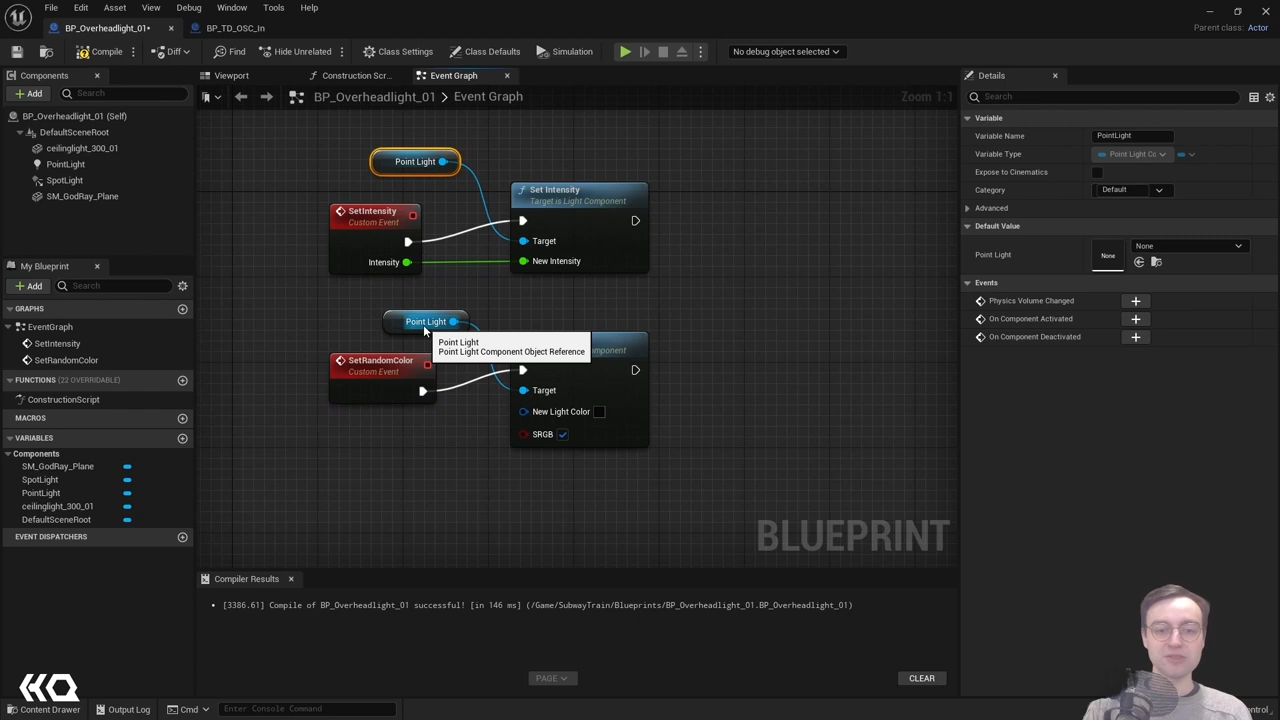 File
Edit
Asset
View
Debug
Window
Tools
Help
BP_Overheadlight_01•
BP_TD_OSC_In
Parent class: Actor
Compile
Diff
Find
Hide Unrelated
Class Settings
Class Defaults
Simulation
No debug object selected
Components
Add
Search
BP_Overheadlight_01 (Self)
DefaultSceneRoot
ceilinglight_300_01
PointLight
SpotLight
SM_GodRay_Plane
My Blueprint
Add
Search
GRAPHS
EventGraph
SetIntensity
SetRandomColor
FUNCTIONS (22 OVERRIDABLE)
ConstructionScript
MACROS
VARIABLES
Components
SM_GodRay_Plane
SpotLight
PointLight
ceilinglight_300_01
DefaultSceneRoot
EVENT DISPATCHERS
Viewport
Construction Scr...
Event Graph
BP_Overheadlight_01 > Event Graph
Zoom 1:1
Point Light
Set Intensity
Target is Light Component
SetIntensity
Custom Event
Target
Intensity
New Intensity
Point Light
Point Light
Point Light Component Object Reference
omponent
SetRandomColor
Custom Event
Target
New Light Color
SRGB
BLUEPRINT
Compiler Results
[3386.61] Compile of BP_Overheadlight_01 successful! [in 146 ms] (/Game/SubwayTrain/Blueprints/BP_Overheadlight_01.BP_Overheadlight_01)
PAGE
CLEAR
Details
Search
Variable
Variable Name
PointLight
Variable Type
Point Light Co
Expose to Cinematics
Category
Default
Advanced
Default Value
Point Light
None
None
Events
Physics Volume Changed
On Component Activated
On Component Deactivated
Content Drawer
Output Log
Cmd
Enter Console Command
ontrol